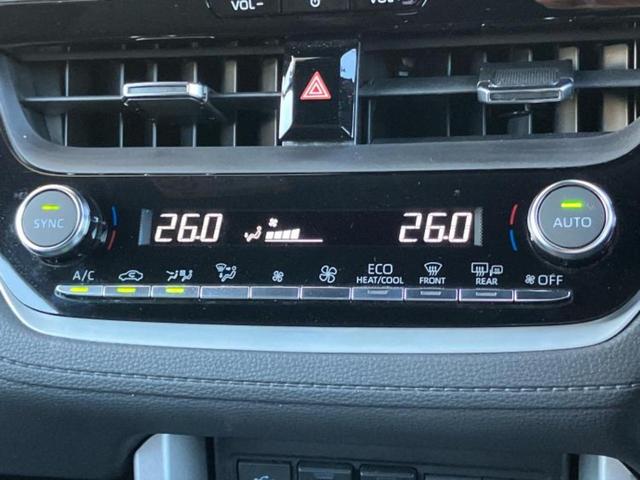 VOL− VOL+
SYNC 26.0 26.0 AUTO
A/C ECO HEAT/COOL FRONT REAR OFF